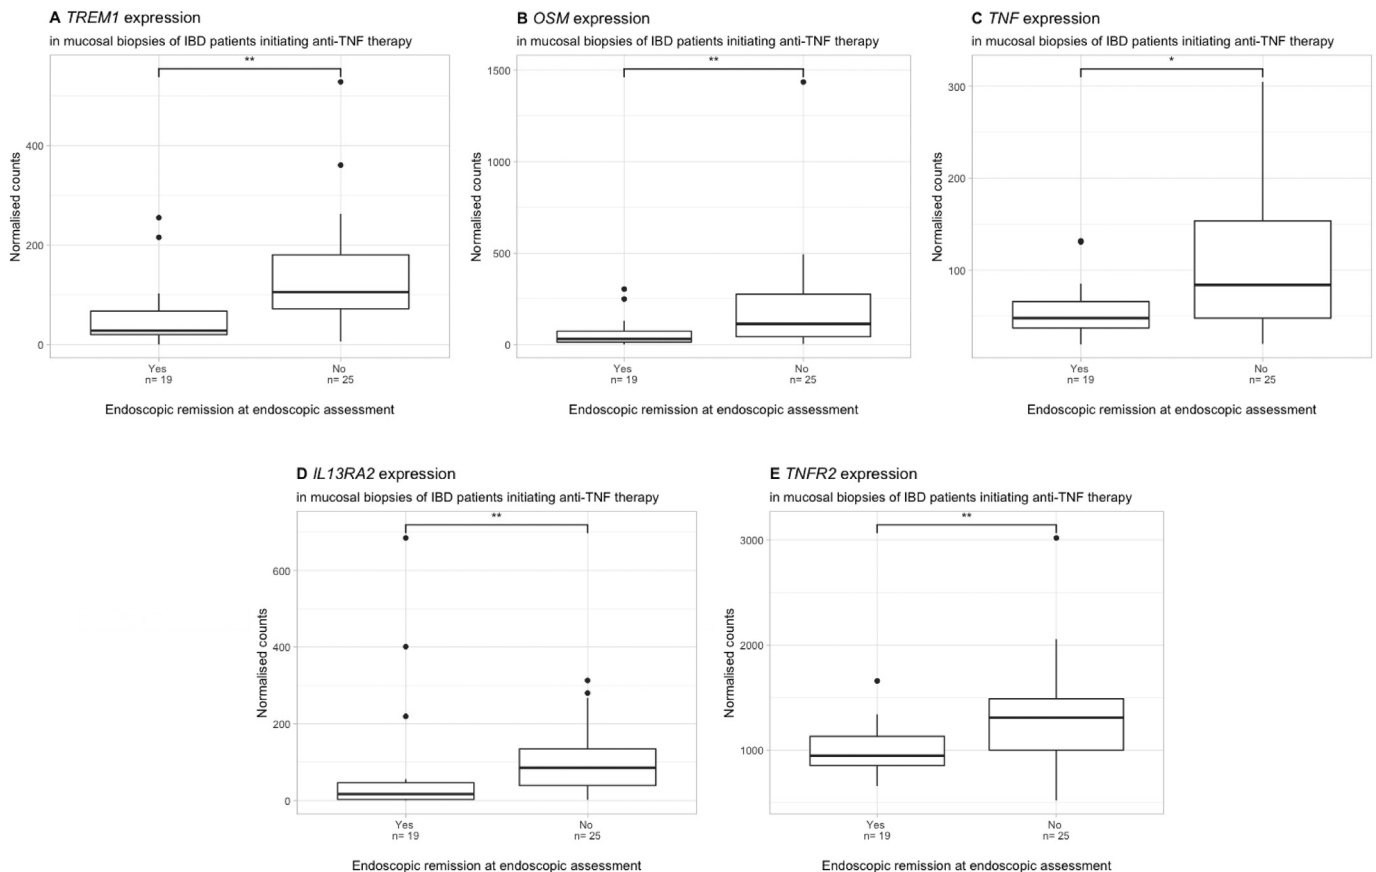 A TREM1 expression
in mucosal biopsies of IBD patients initiating anti-TNF therapy
**
400
200
0
Normalised counts
Yes
n= 19
No
n= 25
Endoscopic remission at endoscopic assessment
B OSM expression
in mucosal biopsies of IBD patients initiating anti-TNF therapy
**
1500
1000
500
0
Normalised counts
Yes
n= 19
No
n= 25
Endoscopic remission at endoscopic assessment
C TNF expression
in mucosal biopsies of IBD patients initiating anti-TNF therapy
*
300
200
100
Normalised counts
Yes
n= 19
No
n= 25
Endoscopic remission at endoscopic assessment
D IL13RA2 expression
in mucosal biopsies of IBD patients initiating anti-TNF therapy
**
600
400
200
0
Normalised counts
Yes
n= 19
No
n= 25
Endoscopic remission at endoscopic assessment
E TNFR2 expression
in mucosal biopsies of IBD patients initiating anti-TNF therapy
**
3000
2000
1000
Normalised counts
Yes
n= 19
No
n= 25
Endoscopic remission at endoscopic assessment